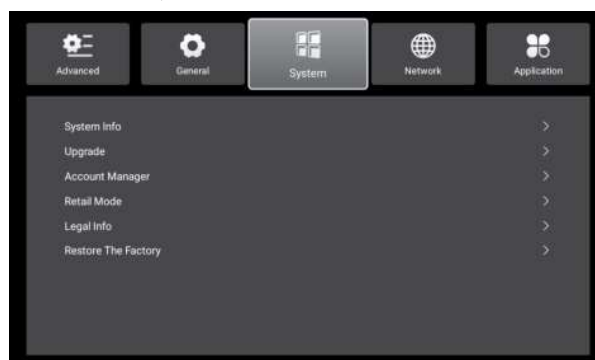 Advanced
General
System
Network
Application
System Info
Upgrade
Account Manager
Retail Mode
Legal Info
Restore The Factory